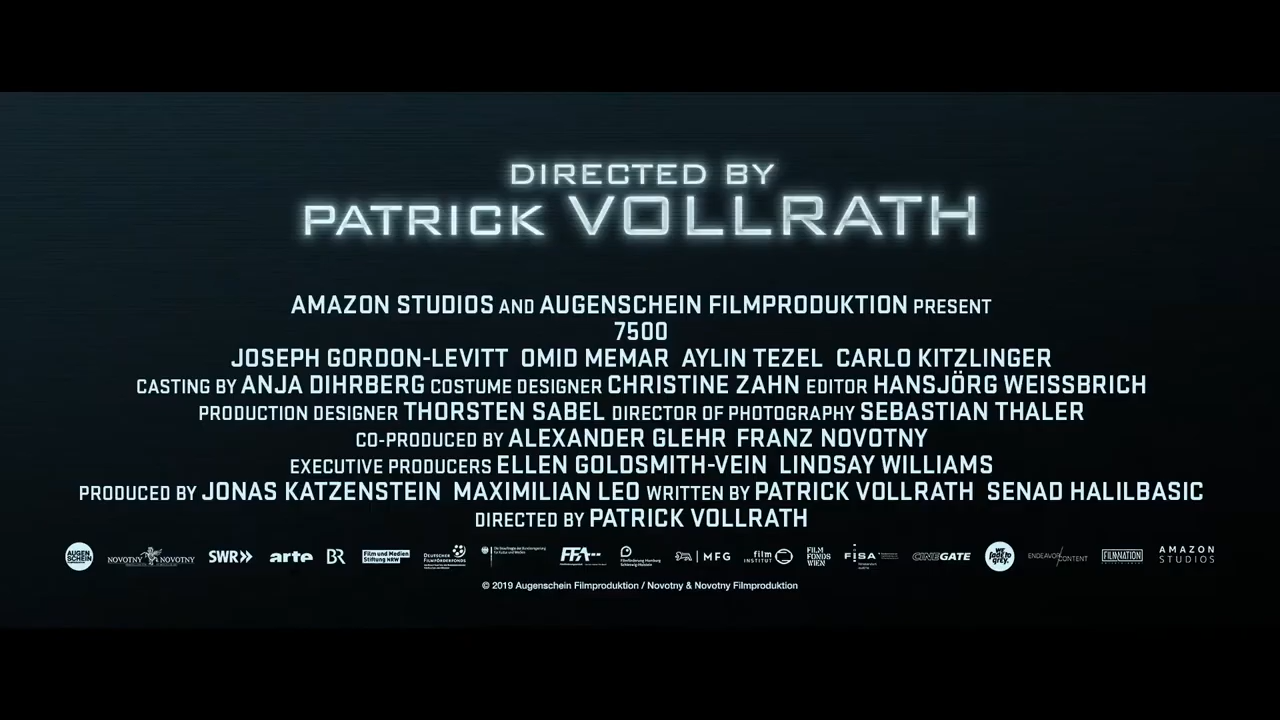 DIRECTED BY
PATRICK VOLLRATH
AMAZON STUDIOS AND AUGENSCHEIN FILMPRODUKTION PRESENT
7500
JOSEPH GORDON-LEVITT OMID MEMAR AYLIN TEZEL CARLO KITZLINGER
CASTING BY ANJA DIHRBERG COSTUME DESIGNER CHRISTINE ZAHN EDITOR HANSJÖRG WEISSBRICH
PRODUCTION DESIGNER THORSTEN SABEL DIRECTOR OF PHOTOGRAPHY SEBASTIAN THALER
CO-PRODUCED BY ALEXANDER GLEHR FRANZ NOVOTNY
EXECUTIVE PRODUCERS ELLEN GOLDSMITH-VEIN LINDSAY WILLIAMS
PRODUCED BY JONAS KATZENSTEIN MAXIMILIAN LEO WRITTEN BY PATRICK VOLLRATH SENAD HALILBASIC
DIRECTED BY PATRICK VOLLRATH
AUGEN SCHEIN NOVOTNY NOVOTNY SWR arte BR Film und Medien Stiftung NRW DEUTSCHER FILMFÖRDERFONDS FFA MFG film INSTITUT FILM FONDS WIEN FiSA CINEGATE WE fade to grey. ENDEAVOR CONTENT FILMNATION AMAZON STUDIOS
© 2019 Augenschein Filmproduktion / Novotny & Novotny Filmproduktion